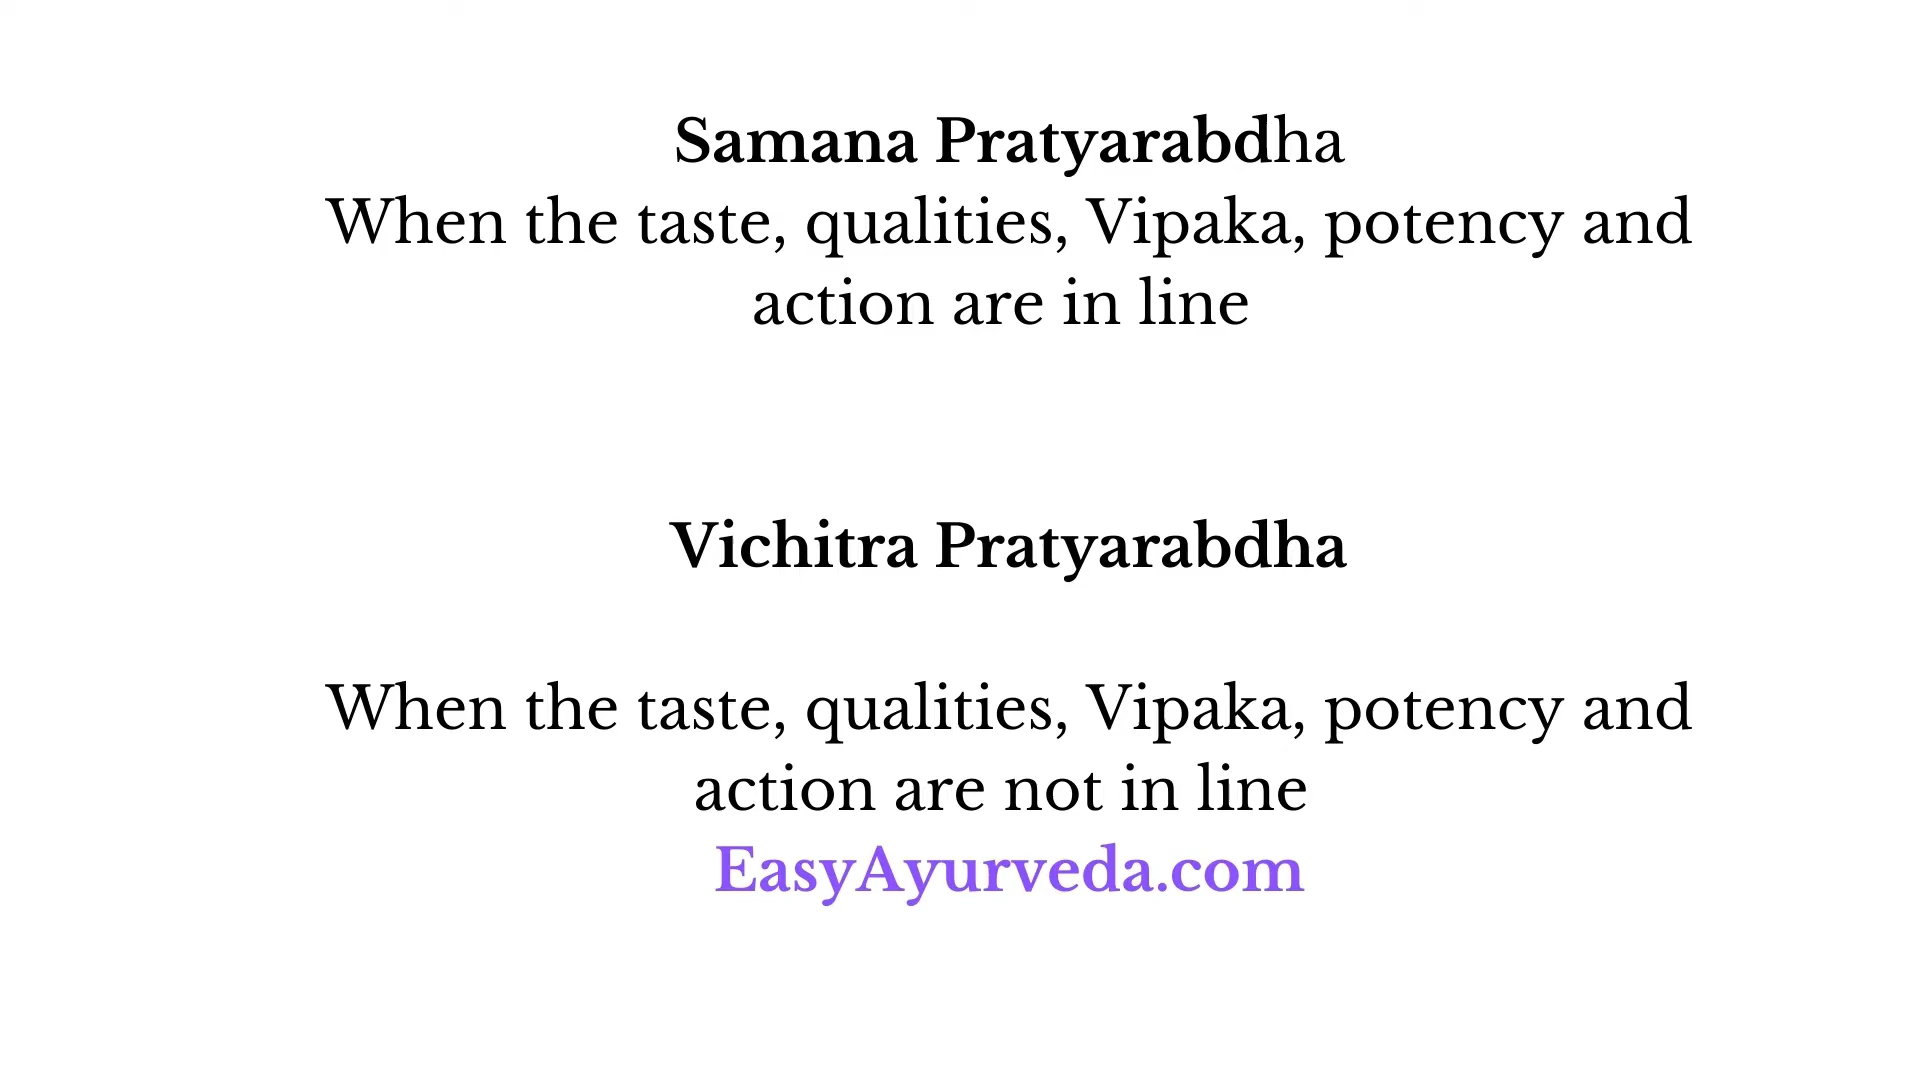 Samana Pratyarabdha
When the taste, qualities, Vipaka, potency and
action are in line
Vichitra Pratyarabdha
When the taste, qualities, Vipaka, potency and
action are not in line
EasyAyurveda.com